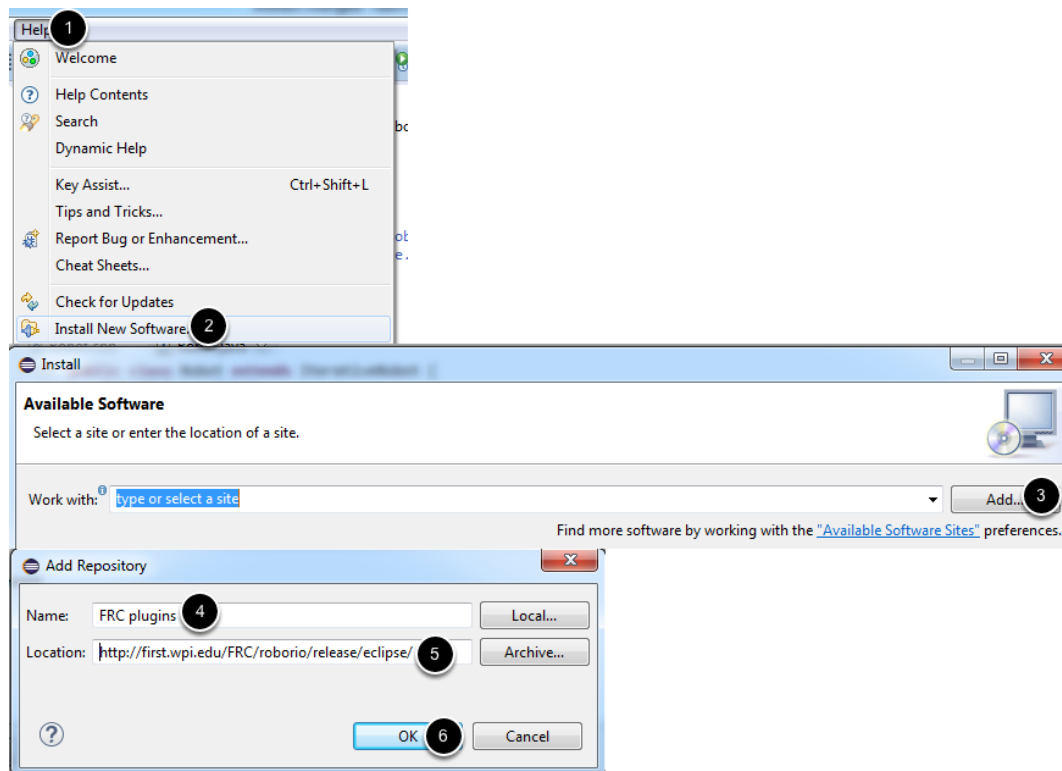 Help 1
Welcome
Help Contents
Search
Dynamic Help
Key Assist... Ctrl+Shift+L
Tips and Tricks...
Report Bug or Enhancement...
Cheat Sheets...
Check for Updates
Install New Software. 2
Install
Available Software
Select a site or enter the location of a site.
Work with: type or select a site Add... 3
Find more software by working with the "Available Software Sites" preferences.
Add Repository
Name: FRC plugins 4 Local...
Location: http://first.wpi.edu/FRC/roborio/release/eclipse/ 5 Archive...
OK 6 Cancel